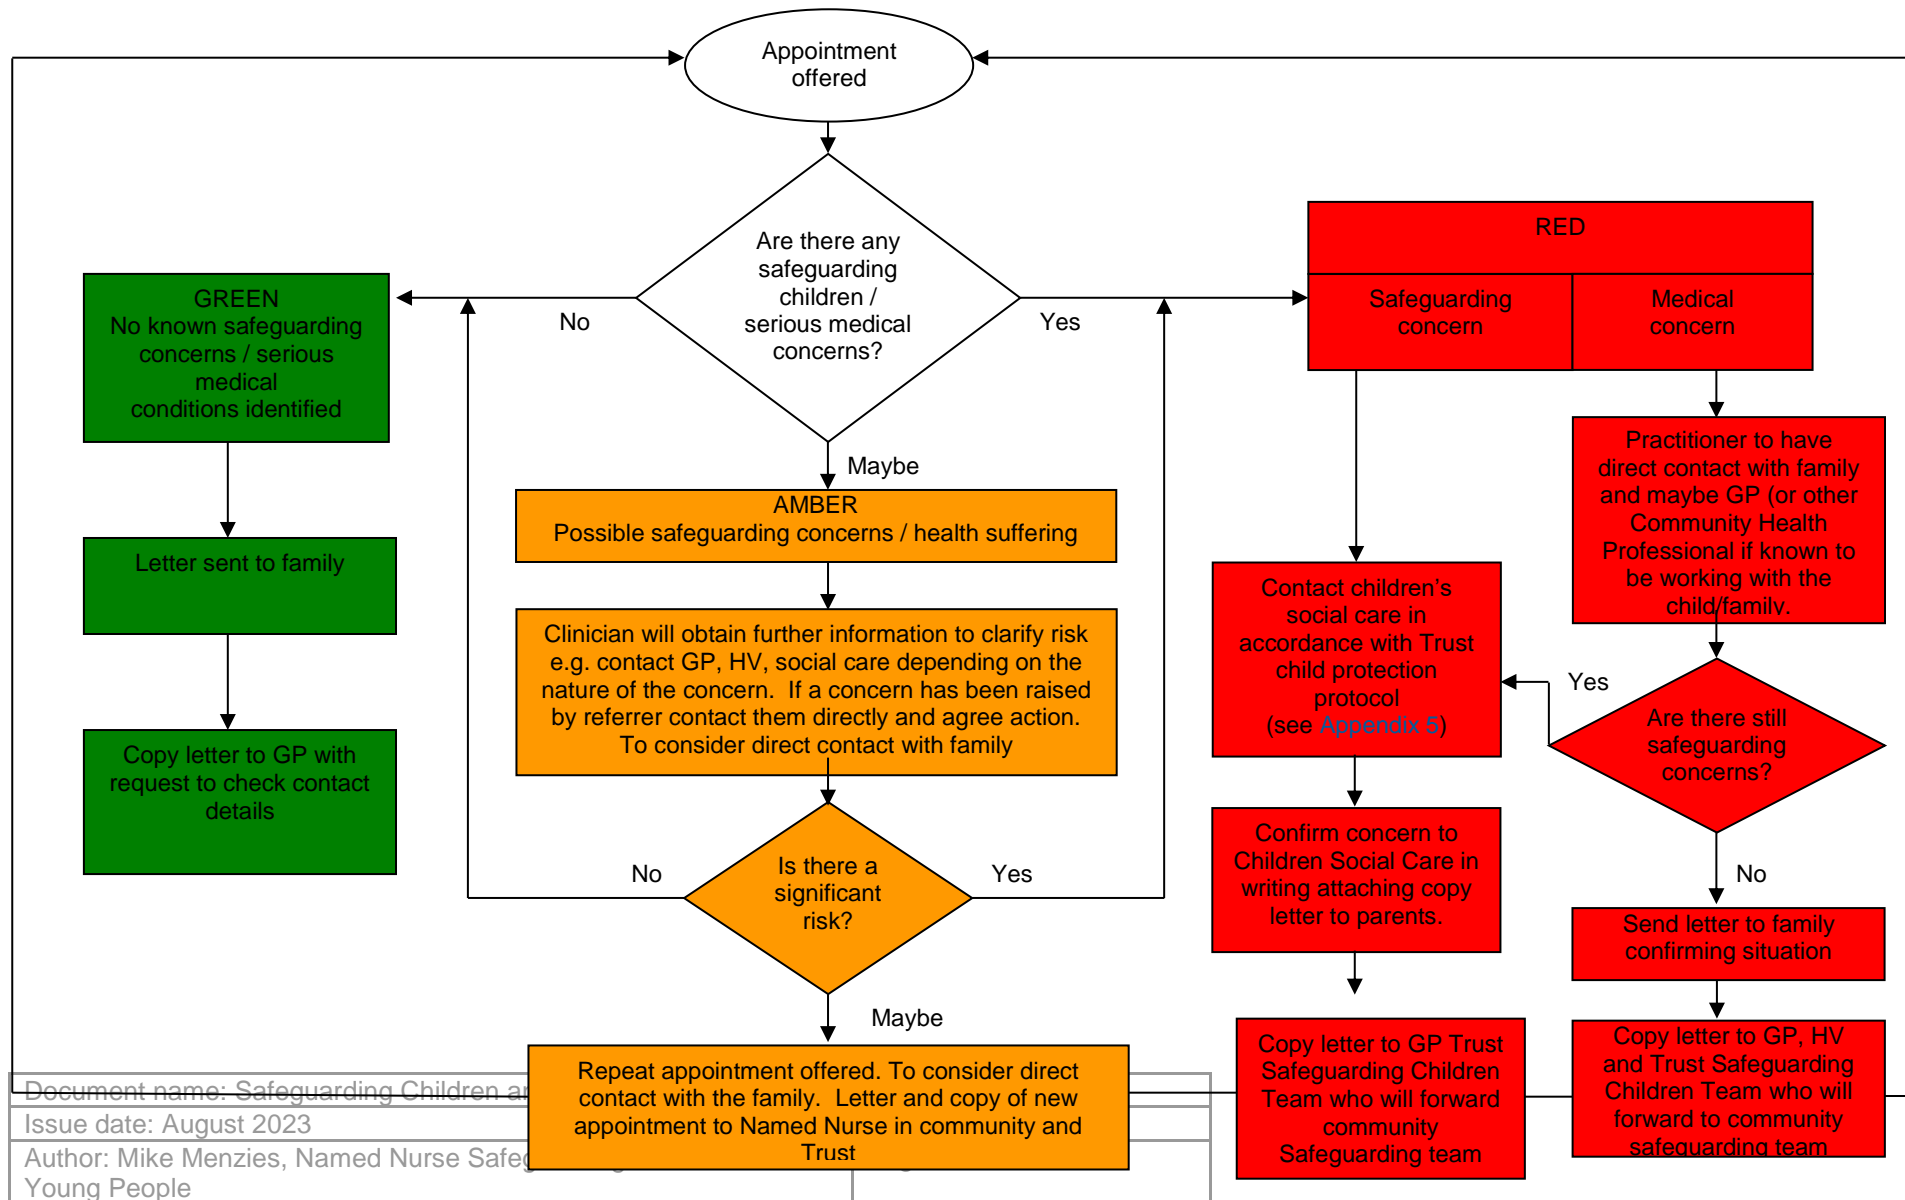 Appointment
offered
Are there any
safeguarding
children /
serious medical
concerns?
No
Yes
Maybe
GREEN
No known safeguarding
concerns / serious
medical
conditions identified
Letter sent to family
Copy letter to GP with
request to check contact
details
AMBER
Possible safeguarding concerns / health suffering
Clinician will obtain further information to clarify risk
e.g. contact GP, HV, social care depending on the
nature of the concern.  If a concern has been raised
by referrer contact them directly and agree action.
To consider direct contact with family
Is there a
significant
risk?
No
Yes
Maybe
Repeat appointment offered. To consider direct
contact with the family.  Letter and copy of new
appointment to Named Nurse in community and
Trust
RED
Safeguarding
concern
Medical
concern
Contact children’s
social care in
accordance with Trust
child protection
protocol
(see Appendix 5)
Confirm concern to
Children Social Care in
writing attaching copy
letter to parents.
Copy letter to GP Trust
Safeguarding Children
Team who will forward
community
Safeguarding team
Practitioner to have
direct contact with family
and maybe GP (or other
Community Health
Professional if known to
be working with the
child/family.
Are there still
safeguarding
concerns?
Yes
No
Send letter to family
confirming situation
Copy letter to GP, HV
and Trust Safeguarding
Children Team who will
forward to community
safeguarding team
Document name: Safeguarding Children
Issue date: August 2023
Author: Mike Menzies, Named Nurse
Young People